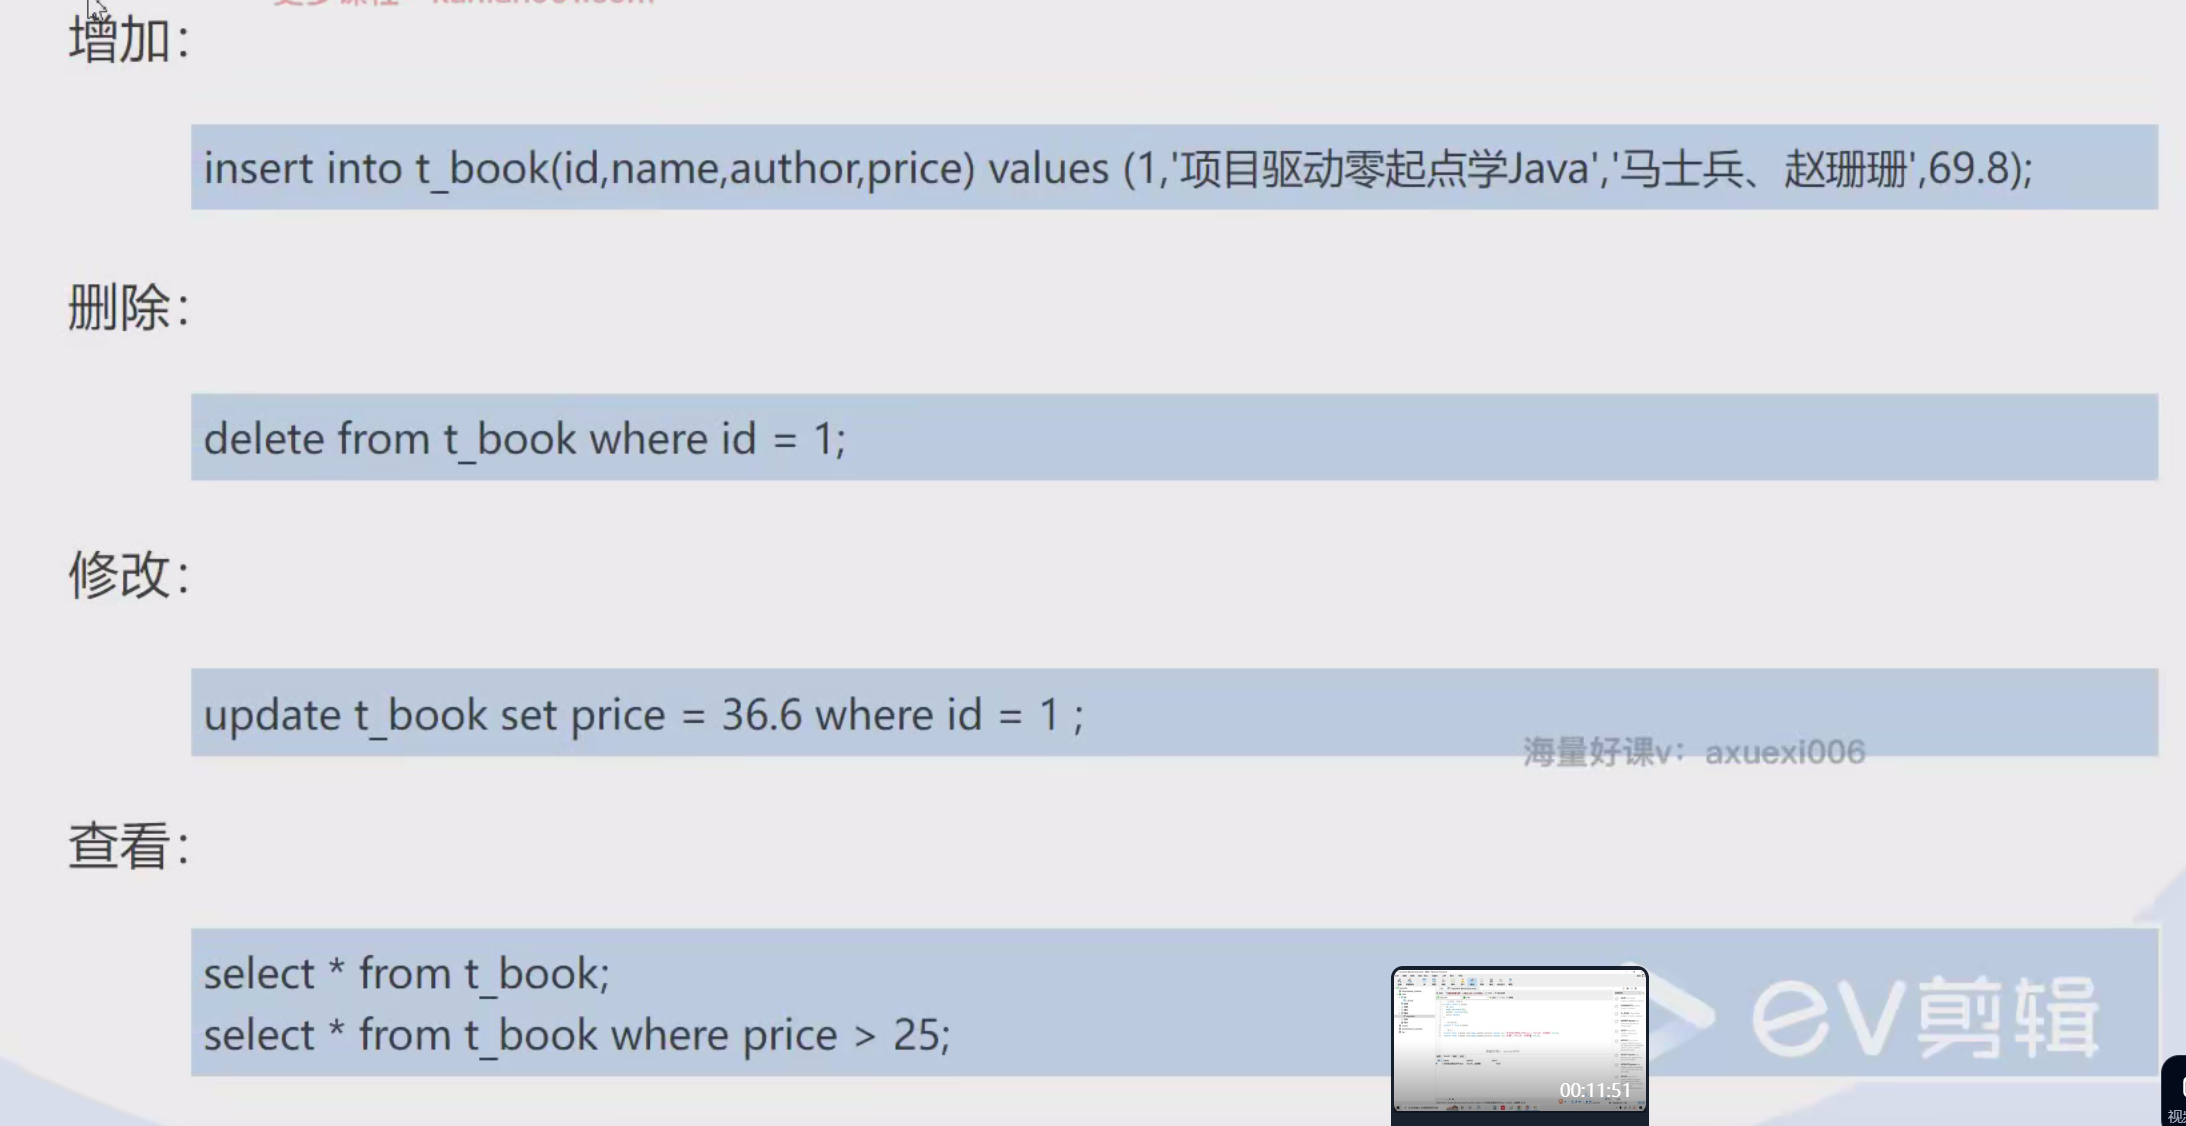 增加：
insert into t_book(id,name,author,price) values (1,'项目驱动零起点学Java','马士兵、赵珊珊',69.8);
删除：
delete from t_book where id = 1;
修改：
update t_book set price = 36.6 where id = 1 ;
海量好课v：axuexi006
查看：
select * from t_book;
select * from t_book where price > 25;
ev剪辑
00:11:51